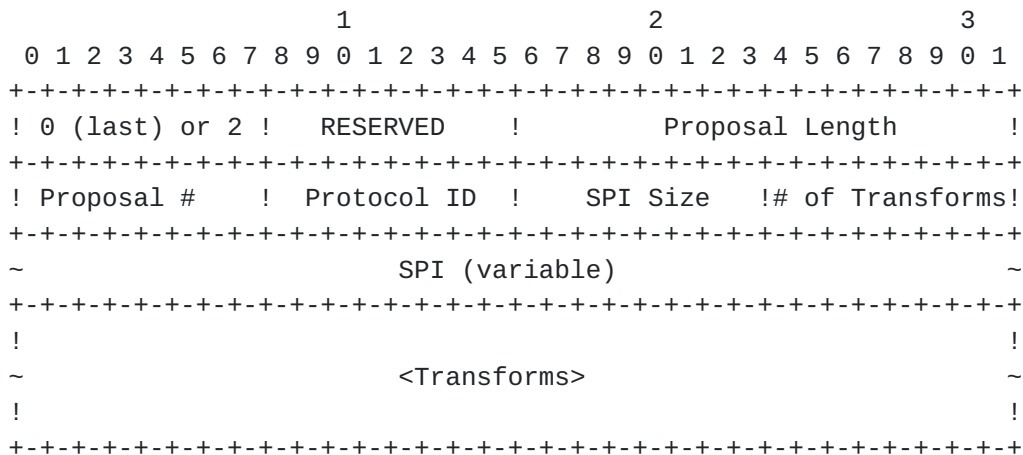 1                   2                   3
 0 1 2 3 4 5 6 7 8 9 0 1 2 3 4 5 6 7 8 9 0 1 2 3 4 5 6 7 8 9 0 1
+-+-+-+-+-+-+-+-+-+-+-+-+-+-+-+-+-+-+-+-+-+-+-+-+-+-+-+-+-+-+-+-+
! 0 (last) or 2 !   RESERVED    !         Proposal Length       !
+-+-+-+-+-+-+-+-+-+-+-+-+-+-+-+-+-+-+-+-+-+-+-+-+-+-+-+-+-+-+-+-+
! Proposal #    !  Protocol ID  !    SPI Size   !# of Transforms!
+-+-+-+-+-+-+-+-+-+-+-+-+-+-+-+-+-+-+-+-+-+-+-+-+-+-+-+-+-+-+-+-+
~                        SPI (variable)                         ~
+-+-+-+-+-+-+-+-+-+-+-+-+-+-+-+-+-+-+-+-+-+-+-+-+-+-+-+-+-+-+-+-+
!                                                               !
~                        <Transforms>                           ~
!                                                               !
+-+-+-+-+-+-+-+-+-+-+-+-+-+-+-+-+-+-+-+-+-+-+-+-+-+-+-+-+-+-+-+-+